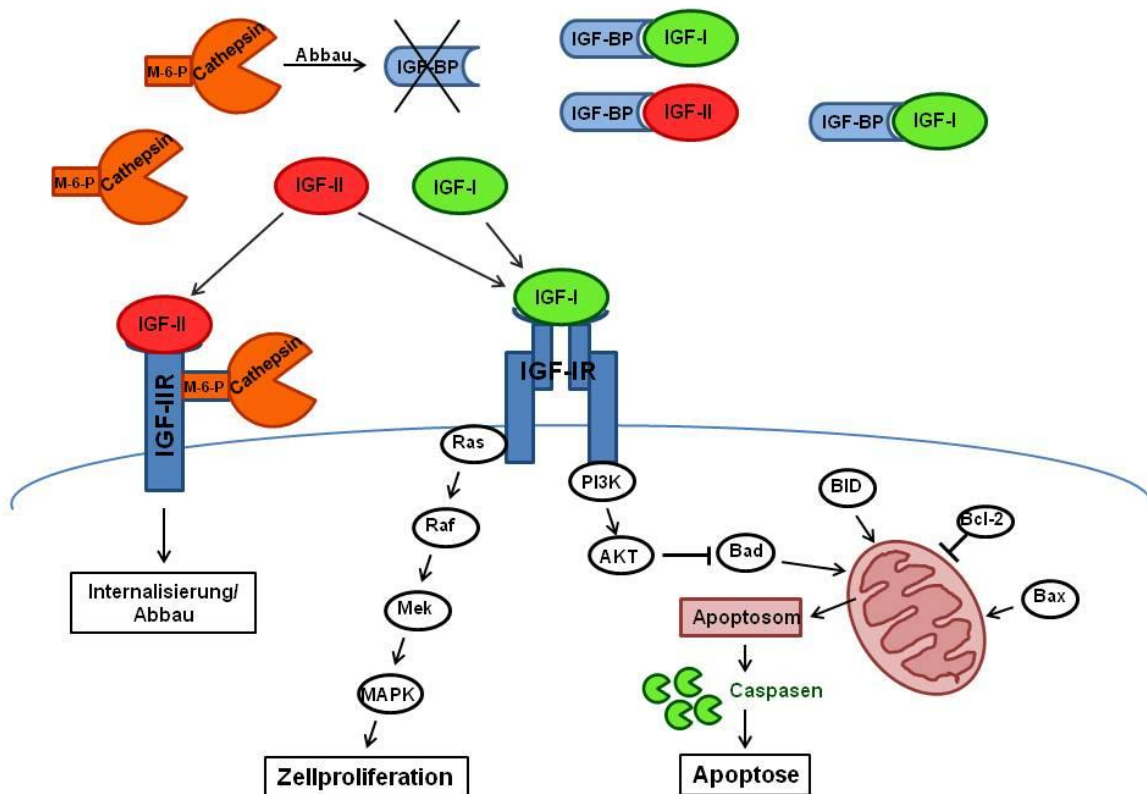 M-6-P
Cathepsin
Abbau
IGF-BP
IGF-BP
IGF-I
IGF-BP
IGF-II
IGF-BP
IGF-I
M-6-P
Cathepsin
IGF-II
IGF-I
IGF-II
IGF-I
M-6-P
Cathepsin
IGF-IIR
IGF-IR
Ras
PI3K
BID
Bcl-2
Raf
AKT
Bad
Bax
Internalisierung/
Abbau
Mek
Apoptosom
MAPK
Caspasen
Zellproliferation
Apoptose